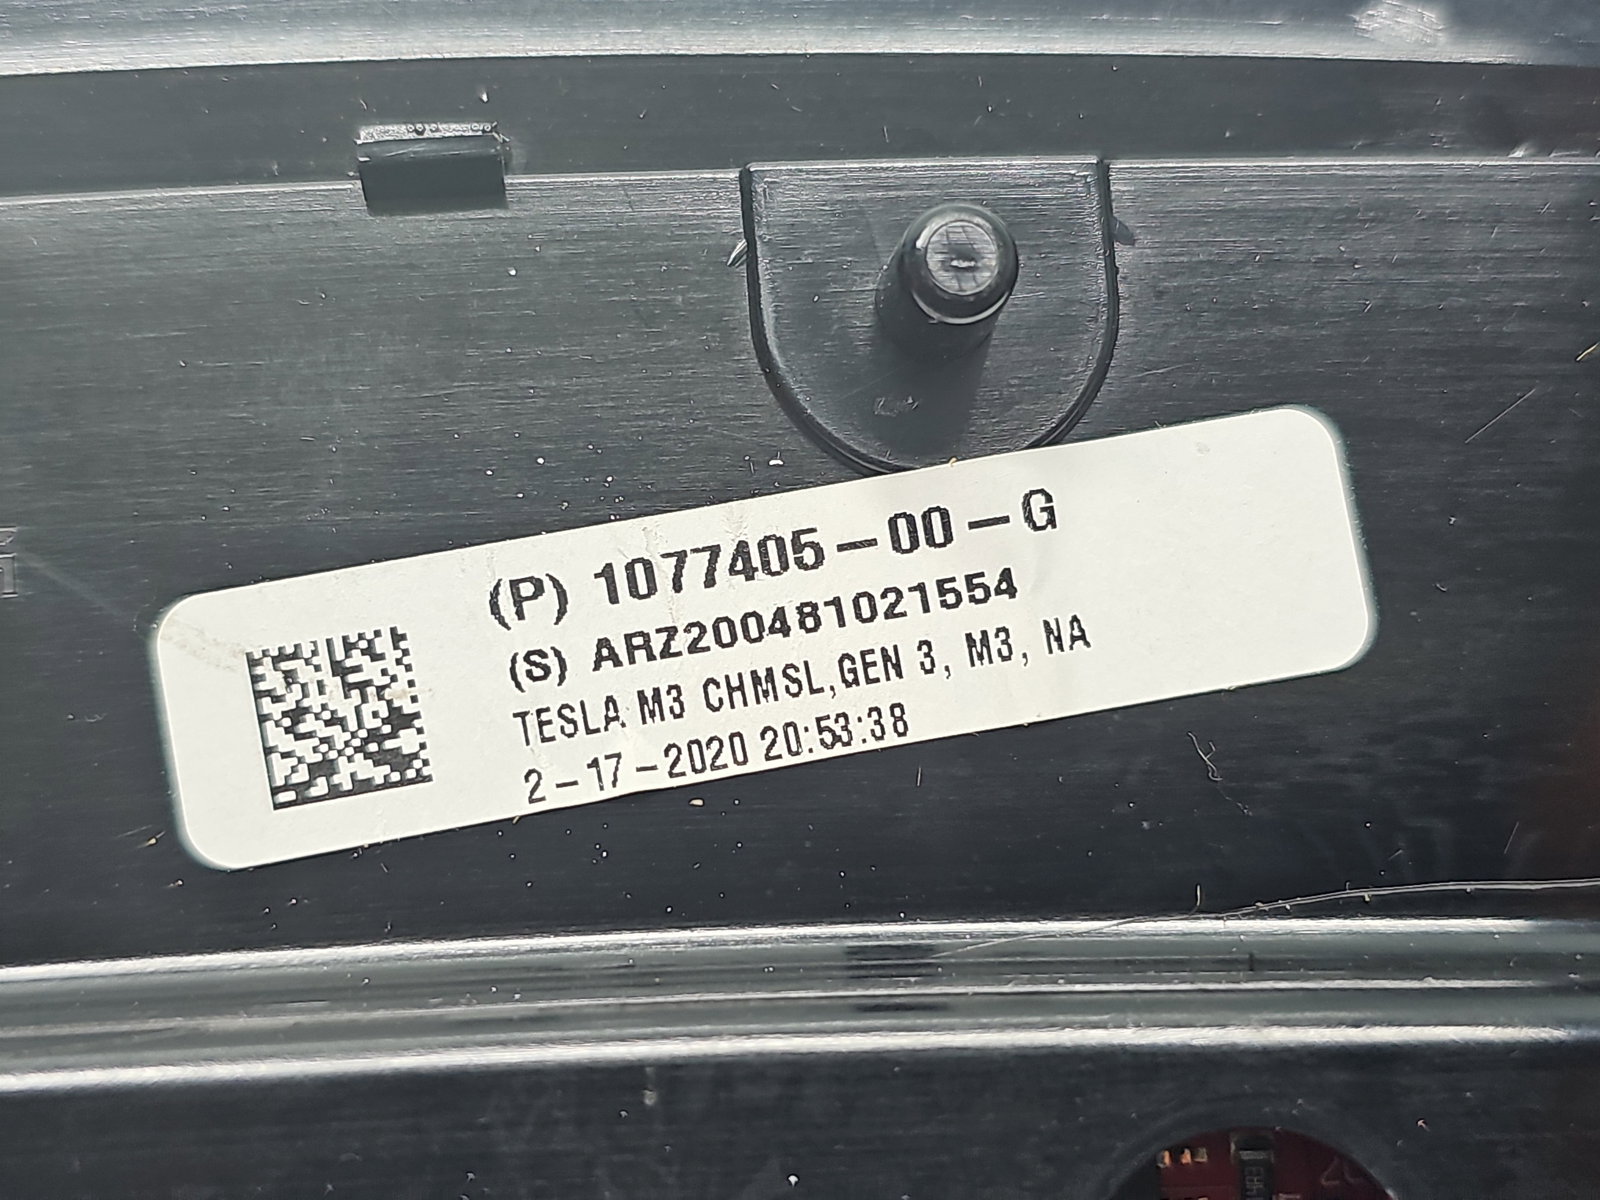 (P) 1077405-00-G
(S) ARZ200481021554
TESLA M3 CHMSL,GEN 3, M3, NA
2-17-2020 20:53:38